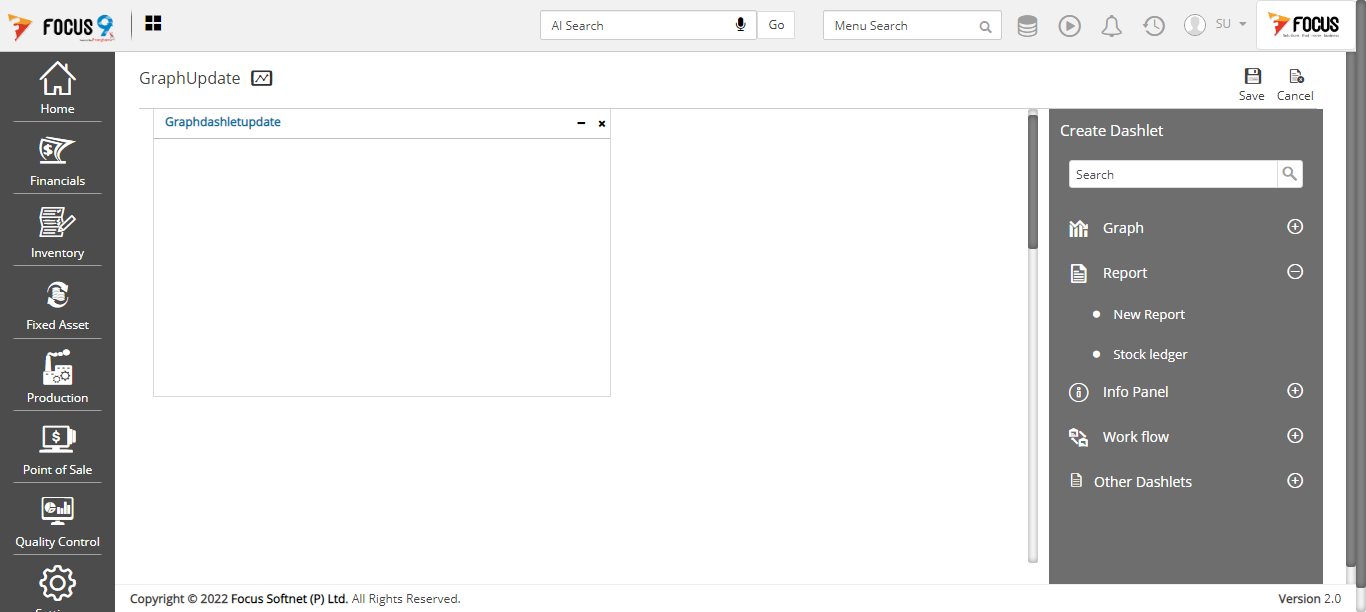 FOCUS 9
AI Search
Go
Menu Search
SU
FOCUS
GraphUpdate
Save
Cancel
Home
Financials
Inventory
Fixed Asset
Production
Point of Sale
Quality Control
Graphdashletupdate
Create Dashlet
Search
Graph
Report
New Report
Stock ledger
Info Panel
Work flow
Other Dashlets
Copyright © 2022 Focus Softnet (P) Ltd. All Rights Reserved.
Version 2.0